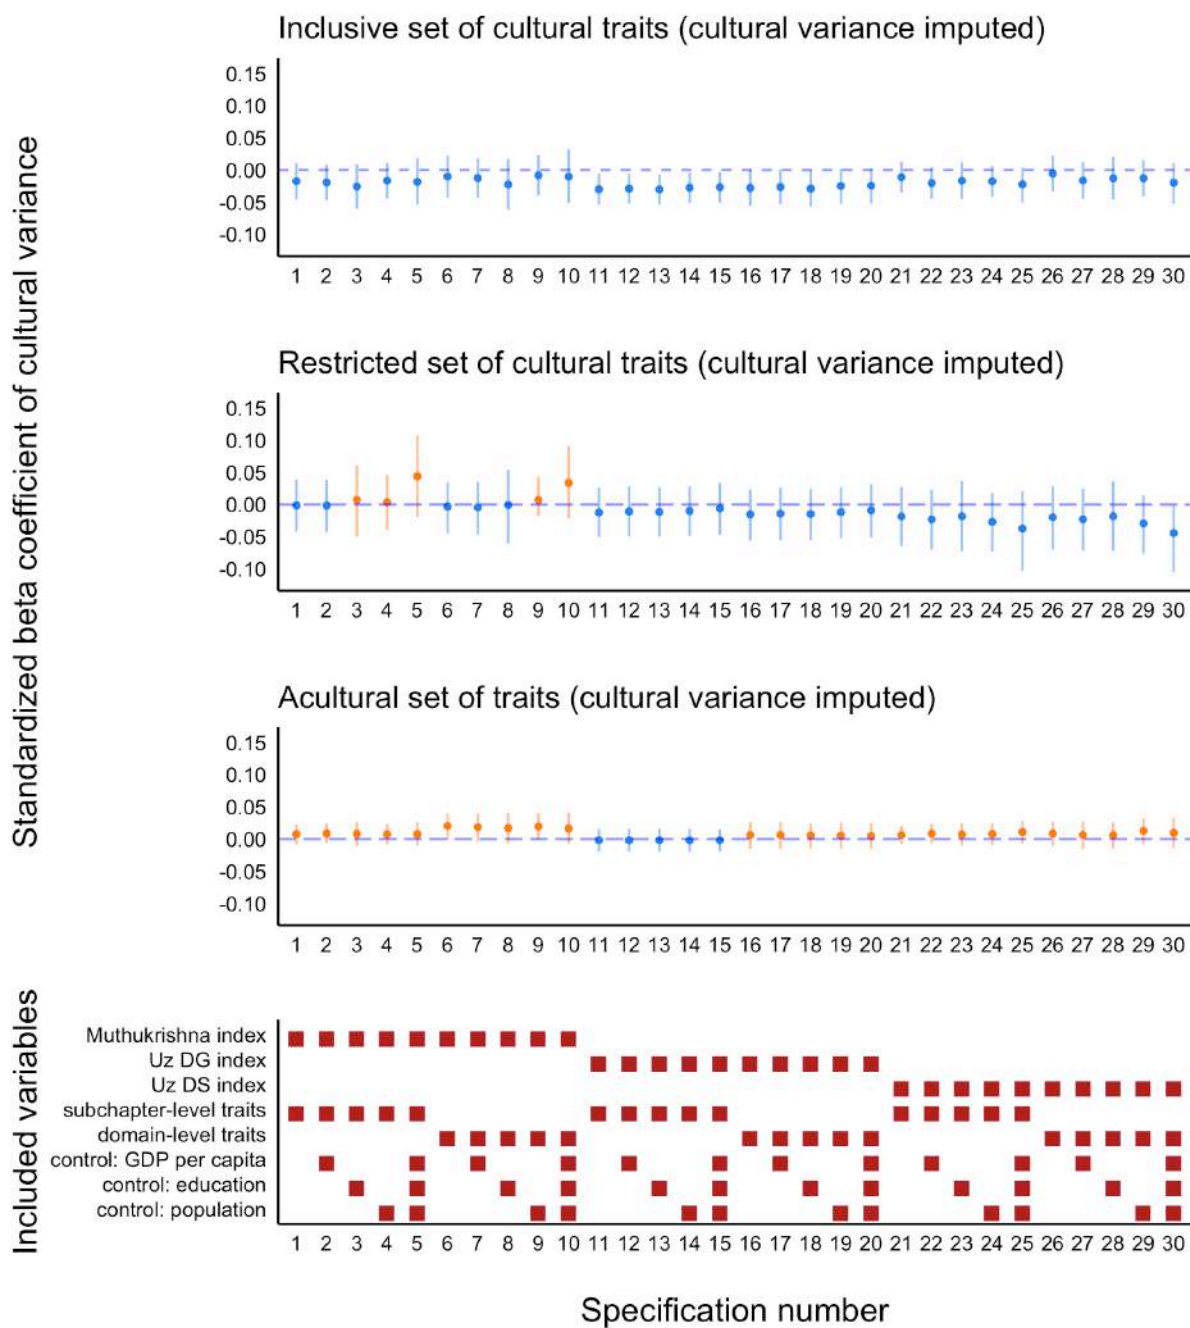 Inclusive set of cultural traits (cultural variance imputed)
0.15
0.10
0.05
0.00
-0.05
-0.10
1 2 3 4 5 6 7 8 9 10 11 12 13 14 15 16 17 18 19 20 21 22 23 24 25 26 27 28 29 30
Standardized beta coefficient of cultural variance
Restricted set of cultural traits (cultural variance imputed)
0.15
0.10
0.05
0.00
-0.05
-0.10
1 2 3 4 5 6 7 8 9 10 11 12 13 14 15 16 17 18 19 20 21 22 23 24 25 26 27 28 29 30
Acultural set of traits (cultural variance imputed)
0.15
0.10
0.05
0.00
-0.05
-0.10
1 2 3 4 5 6 7 8 9 10 11 12 13 14 15 16 17 18 19 20 21 22 23 24 25 26 27 28 29 30
Included variables
Muthukrishna index
Uz DG index
Uz DS index
subchapter-level traits
domain-level traits
control: GDP per capita
control: education
control: population
1 2 3 4 5 6 7 8 9 10 11 12 13 14 15 16 17 18 19 20 21 22 23 24 25 26 27 28 29 30
Specification number